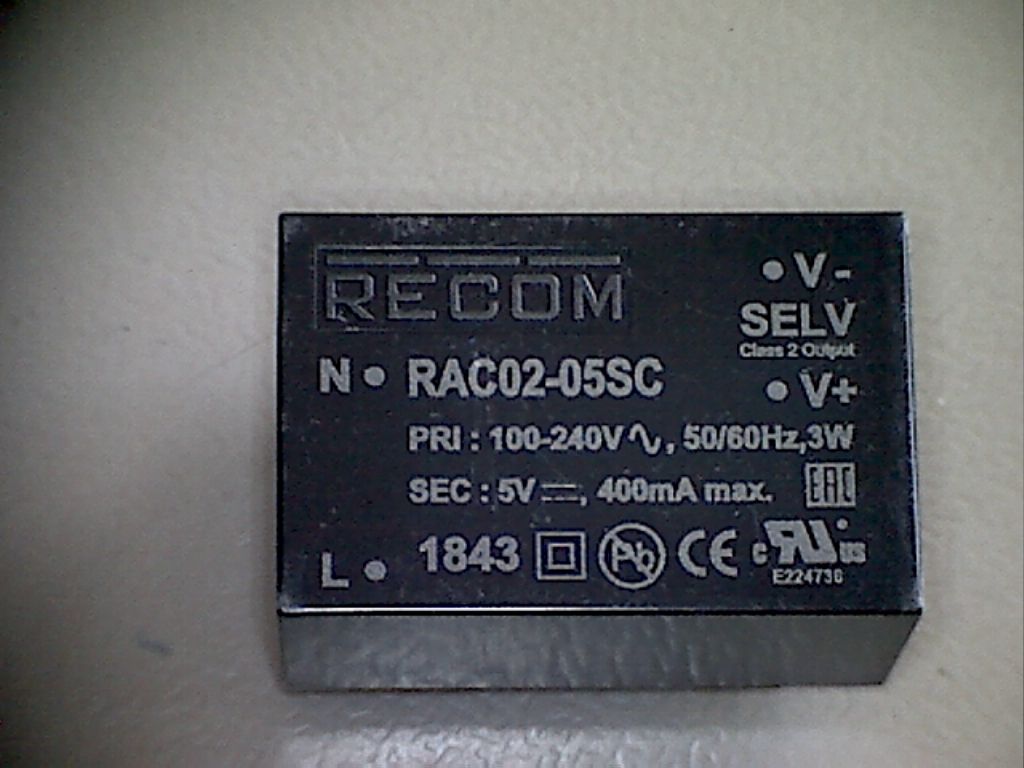 RECOM
V-
SELV
Class 2 Output
N RAC02-05SC
V+
PRI : 100-240V∿, 50/60Hz,3W
SEC : 5V⎓, 400mA max.
EAC
L 1843 Pb CE c RU us
E224736